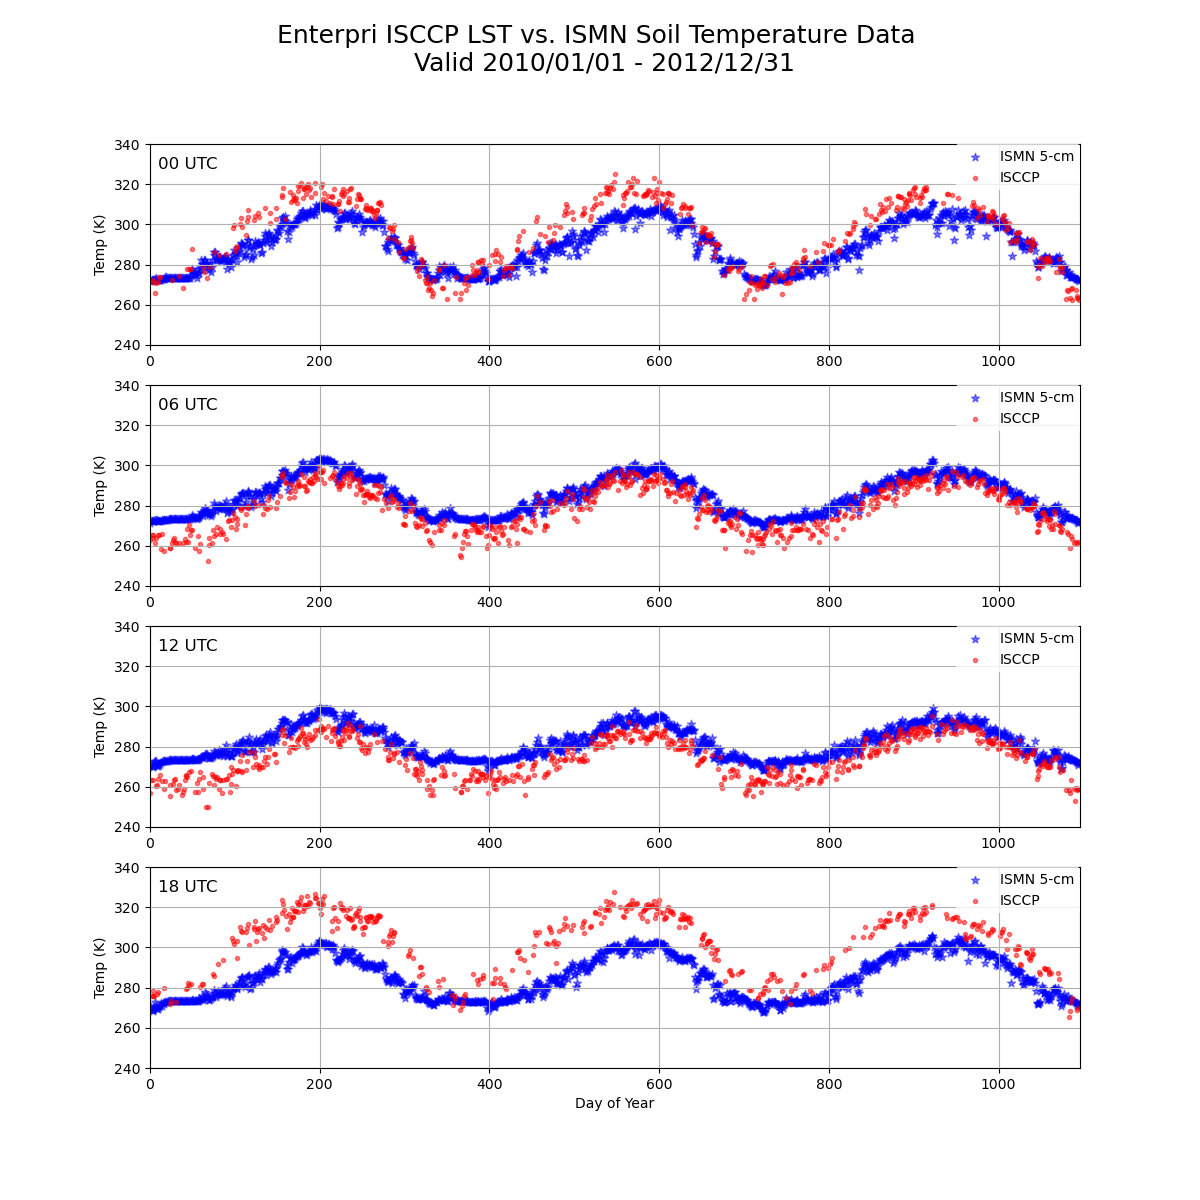 Enterpri ISCCP LST vs. ISMN Soil Temperature Data
Valid 2010/01/01 - 2012/12/31
340
320
300
280
260
240
Temp (K)
00 UTC
ISMN 5-cm
ISCCP
0 200 400 600 800 1000
340
320
300
280
260
240
Temp (K)
06 UTC
ISMN 5-cm
ISCCP
0 200 400 600 800 1000
340
320
300
280
260
240
Temp (K)
12 UTC
ISMN 5-cm
ISCCP
0 200 400 600 800 1000
340
320
300
280
260
240
Temp (K)
18 UTC
ISMN 5-cm
ISCCP
0 200 400 600 800 1000
Day of Year